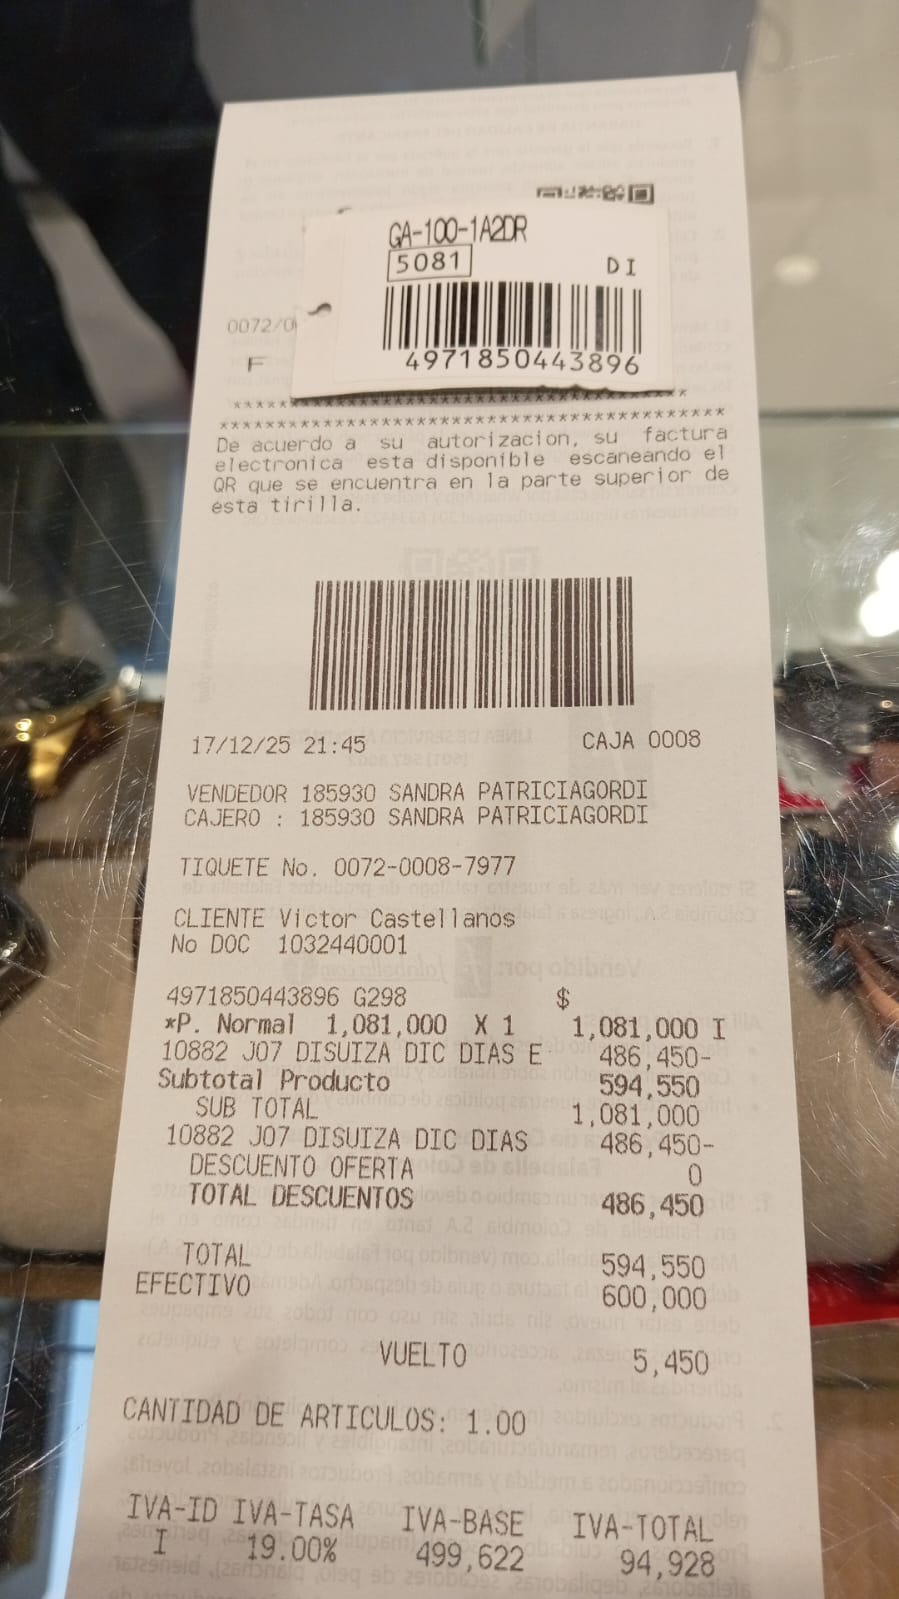 GA-100-1A2DR
5081 DI
4971850443896
0072/0
F
******************************************
******************************************
De acuerdo a su autorizacion, su factura
electronica esta disponible escaneando el
QR que se encuentra en la parte superior de
esta tirilla.
17/12/25 21:45 CAJA 0008
VENDEDOR 185930 SANDRA PATRICIAGORDI
CAJERO : 185930 SANDRA PATRICIAGORDI
TIQUETE No. 0072-0008-7977
CLIENTE Victor Castellanos
No DOC 1032440001
4971850443896 G298 $
*P. Normal 1,081,000 X 1 1,081,000 I
10882 J07 DISUIZA DIC DIAS E 486,450-
Subtotal Producto 594,550
SUB TOTAL 1,081,000
10882 J07 DISUIZA DIC DIAS 486,450-
DESCUENTO OFERTA 0
TOTAL DESCUENTOS 486,450
TOTAL 594,550
EFECTIVO 600,000
VUELTO 5,450
CANTIDAD DE ARTICULOS: 1.00
IVA-ID IVA-TASA IVA-BASE IVA-TOTAL
I 19.00% 499,622 94,928